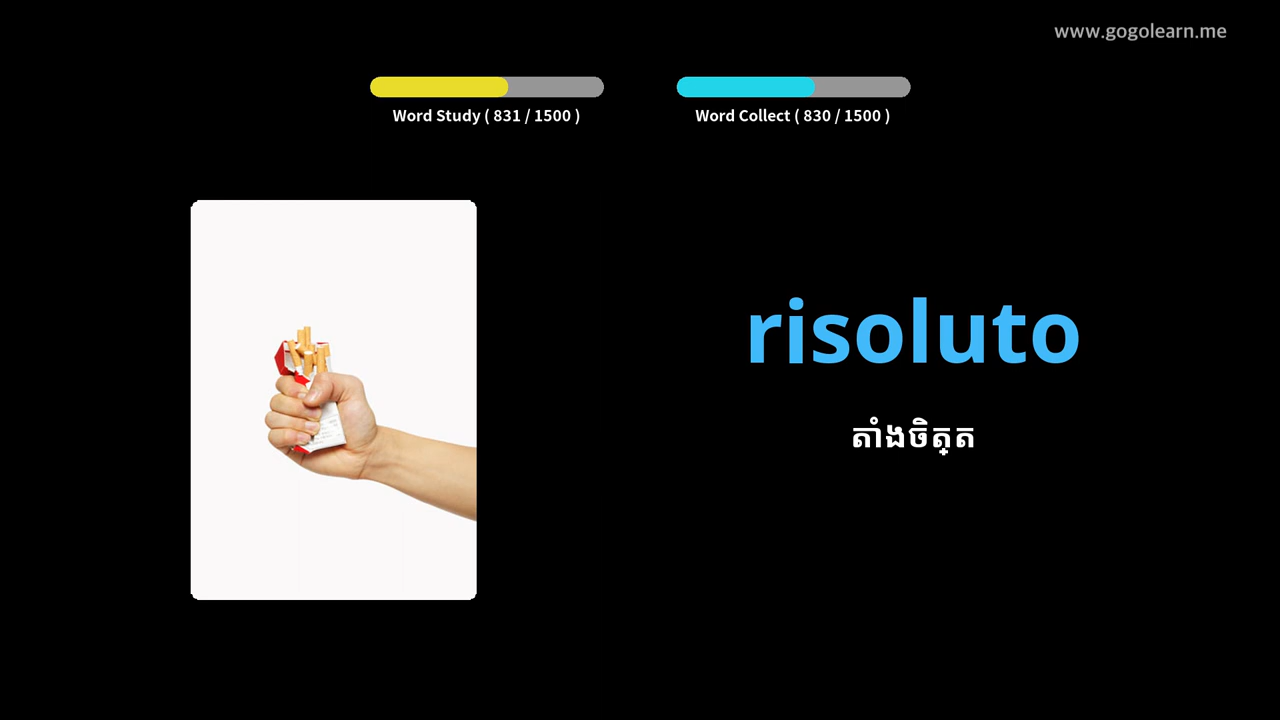 www.gogolearn.me
Word Study ( 831 / 1500 )
Word Collect ( 830 / 1500 )
risoluto
តាំងចិត្ត